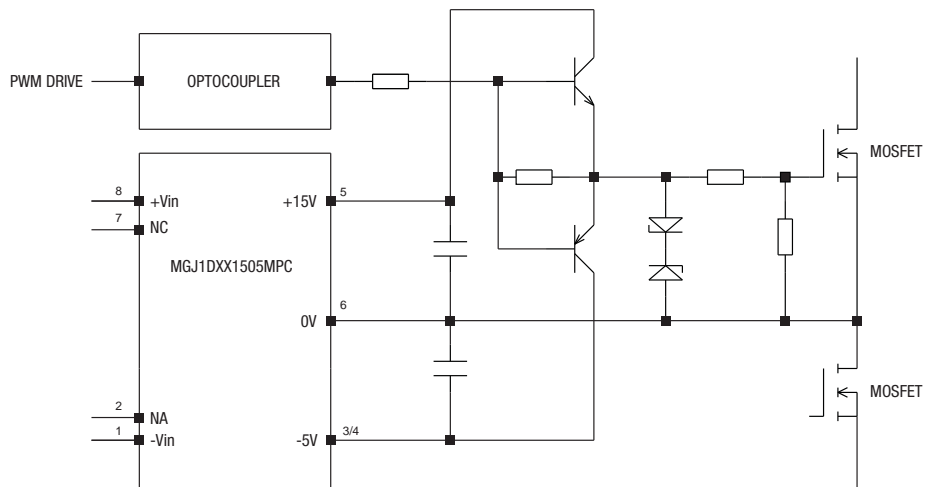 PWM DRIVE
OPTOCOUPLER
MOSFET
8
+Vin
+15V
5
7
NC
MGJ1DXX1505MPC
6
0V
MOSFET
2
NA
1
-Vin
-5V
3/4